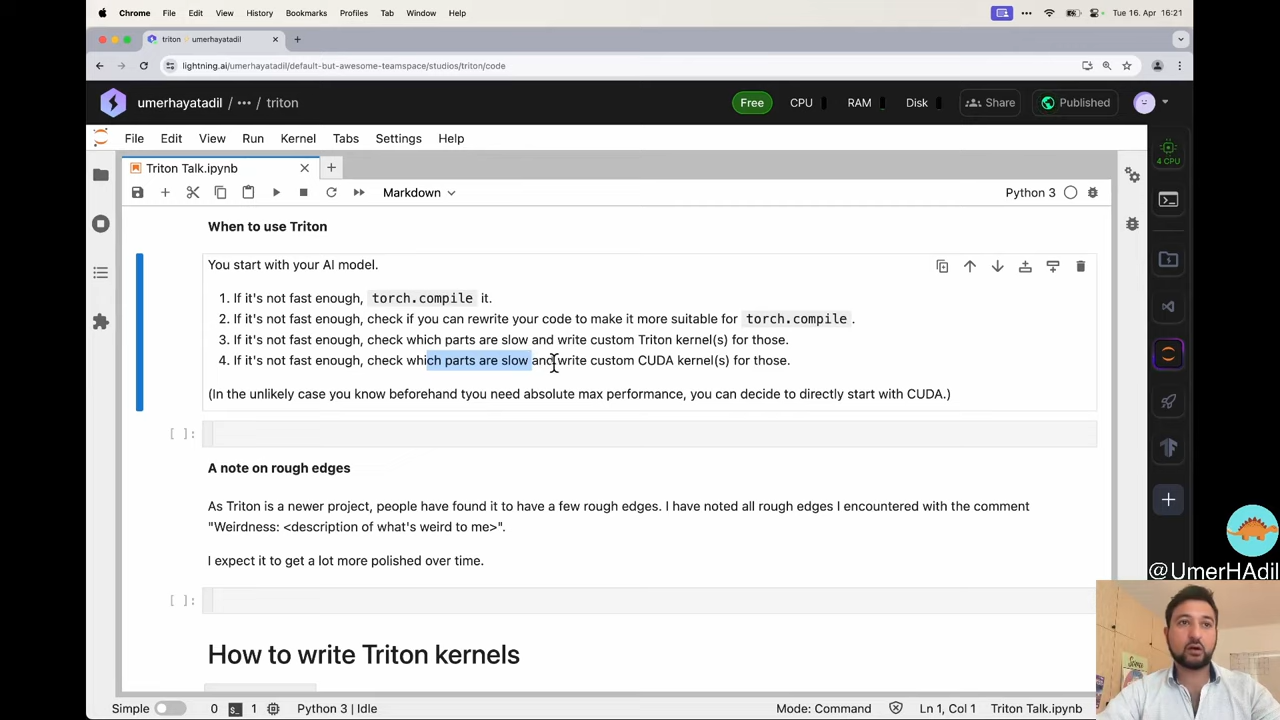 Chrome File Edit View History Bookmarks Profiles Tab Window Help Tue 16. Apr 16:21
triton umerhayatadil
lightning.ai/umerhayatadil/default-but-awesome-teamspace/studios/triton/code
umerhayatadil / ••• / triton Free CPU RAM Disk Share Published
File Edit View Run Kernel Tabs Settings Help
4 CPU
Triton Talk.ipynb
Markdown Python 3
When to use Triton
You start with your AI model.
1. If it's not fast enough, torch.compile it.
2. If it's not fast enough, check if you can rewrite your code to make it more suitable for torch.compile.
3. If it's not fast enough, check which parts are slow and write custom Triton kernel(s) for those.
4. If it's not fast enough, check which parts are slow and write custom CUDA kernel(s) for those.
(In the unlikely case you know beforehand tyou need absolute max performance, you can decide to directly start with CUDA.)
[ ]:
A note on rough edges
As Triton is a newer project, people have found it to have a few rough edges. I have noted all rough edges I encountered with the comment
"Weirdness: <description of what's weird to me>".
I expect it to get a lot more polished over time.
@UmerHAdil
[ ]:
How to write Triton kernels
Simple 0 1 Python 3 | Idle Mode: Command Ln 1, Col 1 Triton Talk.ipynb